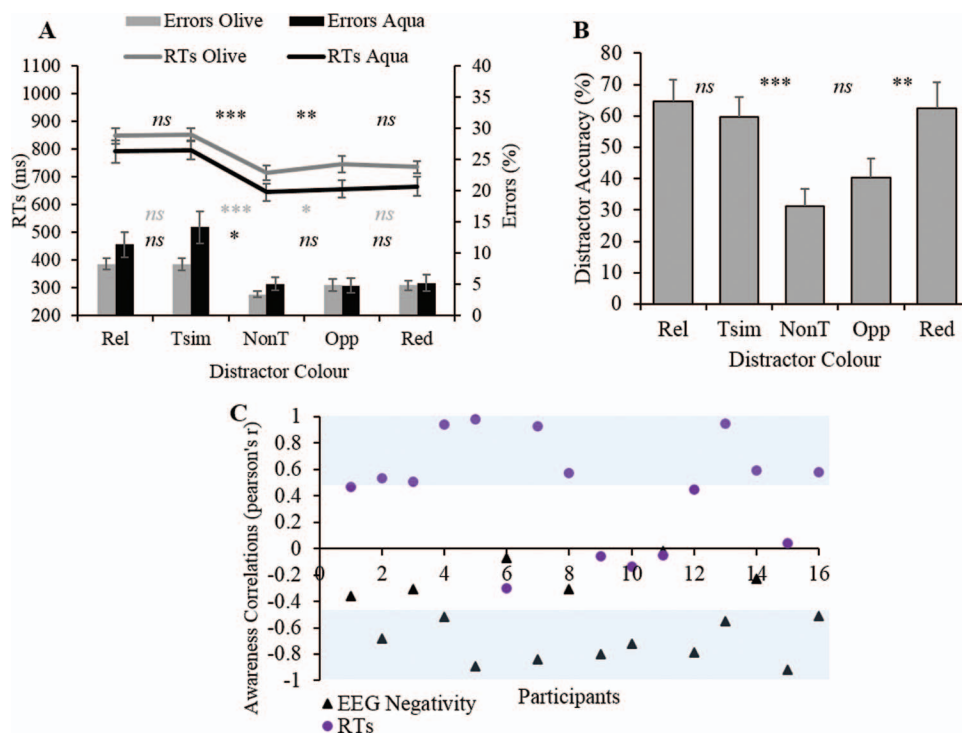 A
Errors Olive
Errors Aqua
RTs Olive
RTs Aqua
1100
1000
900
800
700
600
500
400
300
200
RTs (ms)
40
35
30
25
20
15
10
5
0
Errors (%)
ns *** ** ns
ns *** * ns
ns * ns ns
Rel Tsim NonT Opp Red
Distractor Colour
B
80
70
60
50
40
30
20
10
0
Distractor Accuracy (%)
ns *** ns **
Rel Tsim NonT Opp Red
Distractor Colour
C
1
0.8
0.6
0.4
0.2
0
-0.2
-0.4
-0.6
-0.8
-1
Awareness Correlations (pearson's r)
0 2 4 6 8 10 12 14 16
Participants
EEG Negativity
RTs